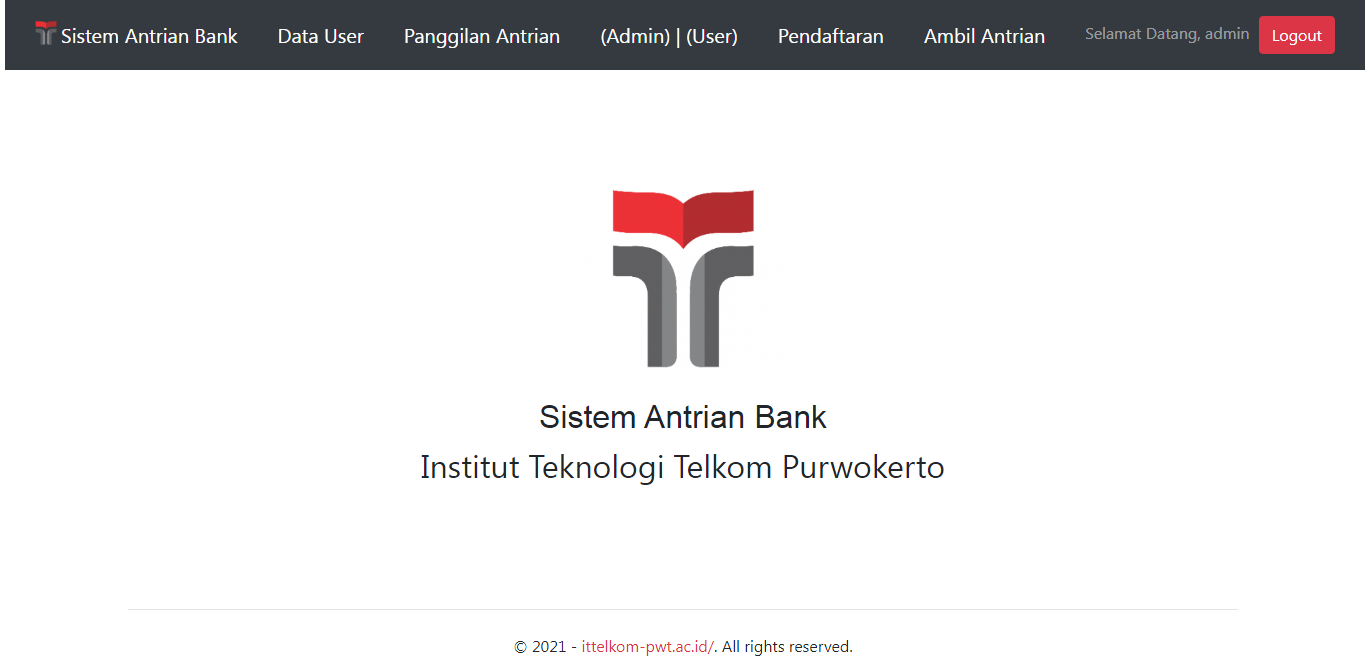 Sistem Antrian Bank Data User Panggilan Antrian (Admin) | (User) Pendaftaran Ambil Antrian Selamat Datang, admin Logout
Sistem Antrian Bank
Institut Teknologi Telkom Purwokerto
© 2021 - ittelkom-pwt.ac.id/. All rights reserved.